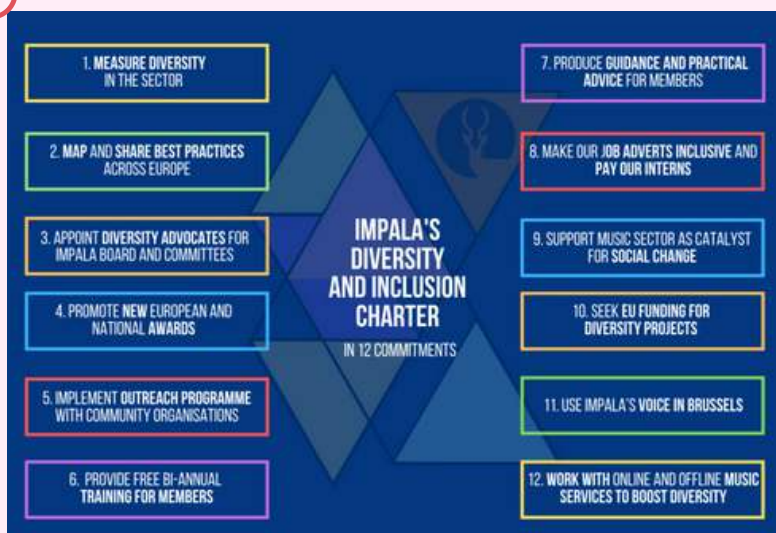 1. MEASURE DIVERSITY
IN THE SECTOR
2. MAP AND SHARE BEST PRACTICES
ACROSS EUROPE
3. APPOINT DIVERSITY ADVOCATES FOR
IMPALA BOARD AND COMMITTEES
4. PROMOTE NEW EUROPEAN AND
NATIONAL AWARDS
5. IMPLEMENT OUTREACH PROGRAMME
WITH COMMUNITY ORGANISATIONS
6. PROVIDE FREE BI-ANNUAL
TRAINING FOR MEMBERS
IMPALA'S
DIVERSITY
AND INCLUSION
CHARTER
IN 12 COMMITMENTS
7. PRODUCE GUIDANCE AND PRACTICAL
ADVICE FOR MEMBERS
8. MAKE OUR JOB ADVERTS INCLUSIVE AND
PAY OUR INTERNS
9. SUPPORT MUSIC SECTOR AS CATALYST
FOR SOCIAL CHANGE
10. SEEK EU FUNDING FOR
DIVERSITY PROJECTS
11. USE IMPALA'S VOICE IN BRUSSELS
12. WORK WITH ONLINE AND OFFLINE MUSIC
SERVICES TO BOOST DIVERSITY